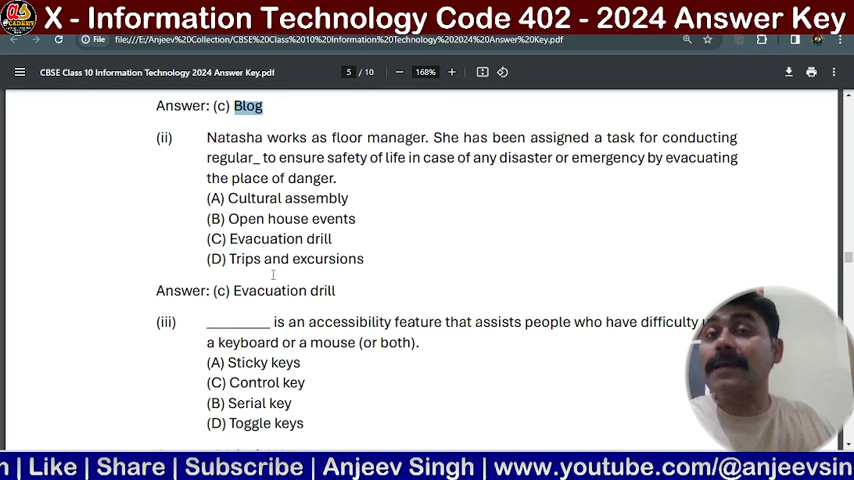 X - Information Technology Code 402 - 2024 Answer Key
ACADEMY
File file:///E:/Anjeev%20Collection/CBSE%20Class%2010%20Information%20Technology%202024%20Answer%20Key.pdf
CBSE Class 10 Information Technology 2024 Answer Key.pdf 5 / 10 168%
Answer: (c) Blog
(ii) Natasha works as floor manager. She has been assigned a task for conducting
regular_ to ensure safety of life in case of any disaster or emergency by evacuating
the place of danger.
(A) Cultural assembly
(B) Open house events
(C) Evacuation drill
(D) Trips and excursions
Answer: (c) Evacuation drill
(iii) _________ is an accessibility feature that assists people who have difficulty
a keyboard or a mouse (or both).
(A) Sticky keys
(C) Control key
(B) Serial key
(D) Toggle keys
| Like | Share | Subscribe | Anjeev Singh | www.youtube.com/@anjeevsin